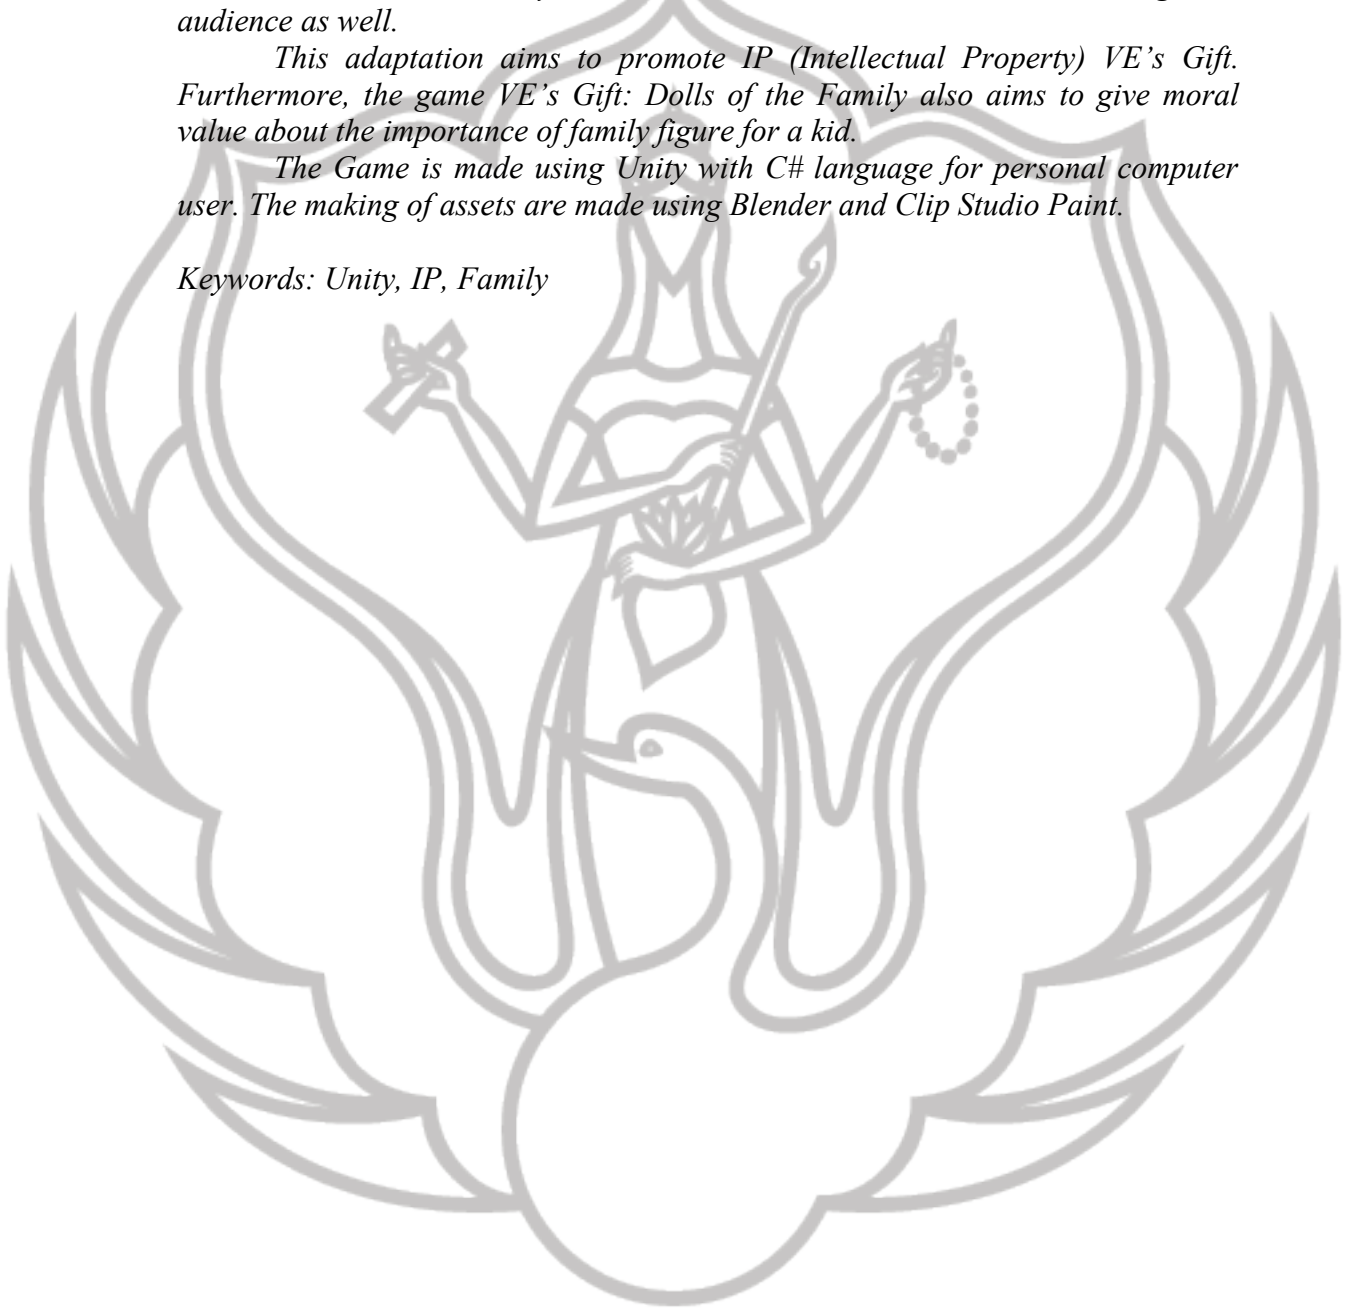 audience as well.
This adaptation aims to promote IP (Intellectual Property) VE’s Gift.
Furthermore, the game VE’s Gift: Dolls of the Family also aims to give moral
value about the importance of family figure for a kid.
The Game is made using Unity with C# language for personal computer
user. The making of assets are made using Blender and Clip Studio Paint.
Keywords: Unity, IP, Family